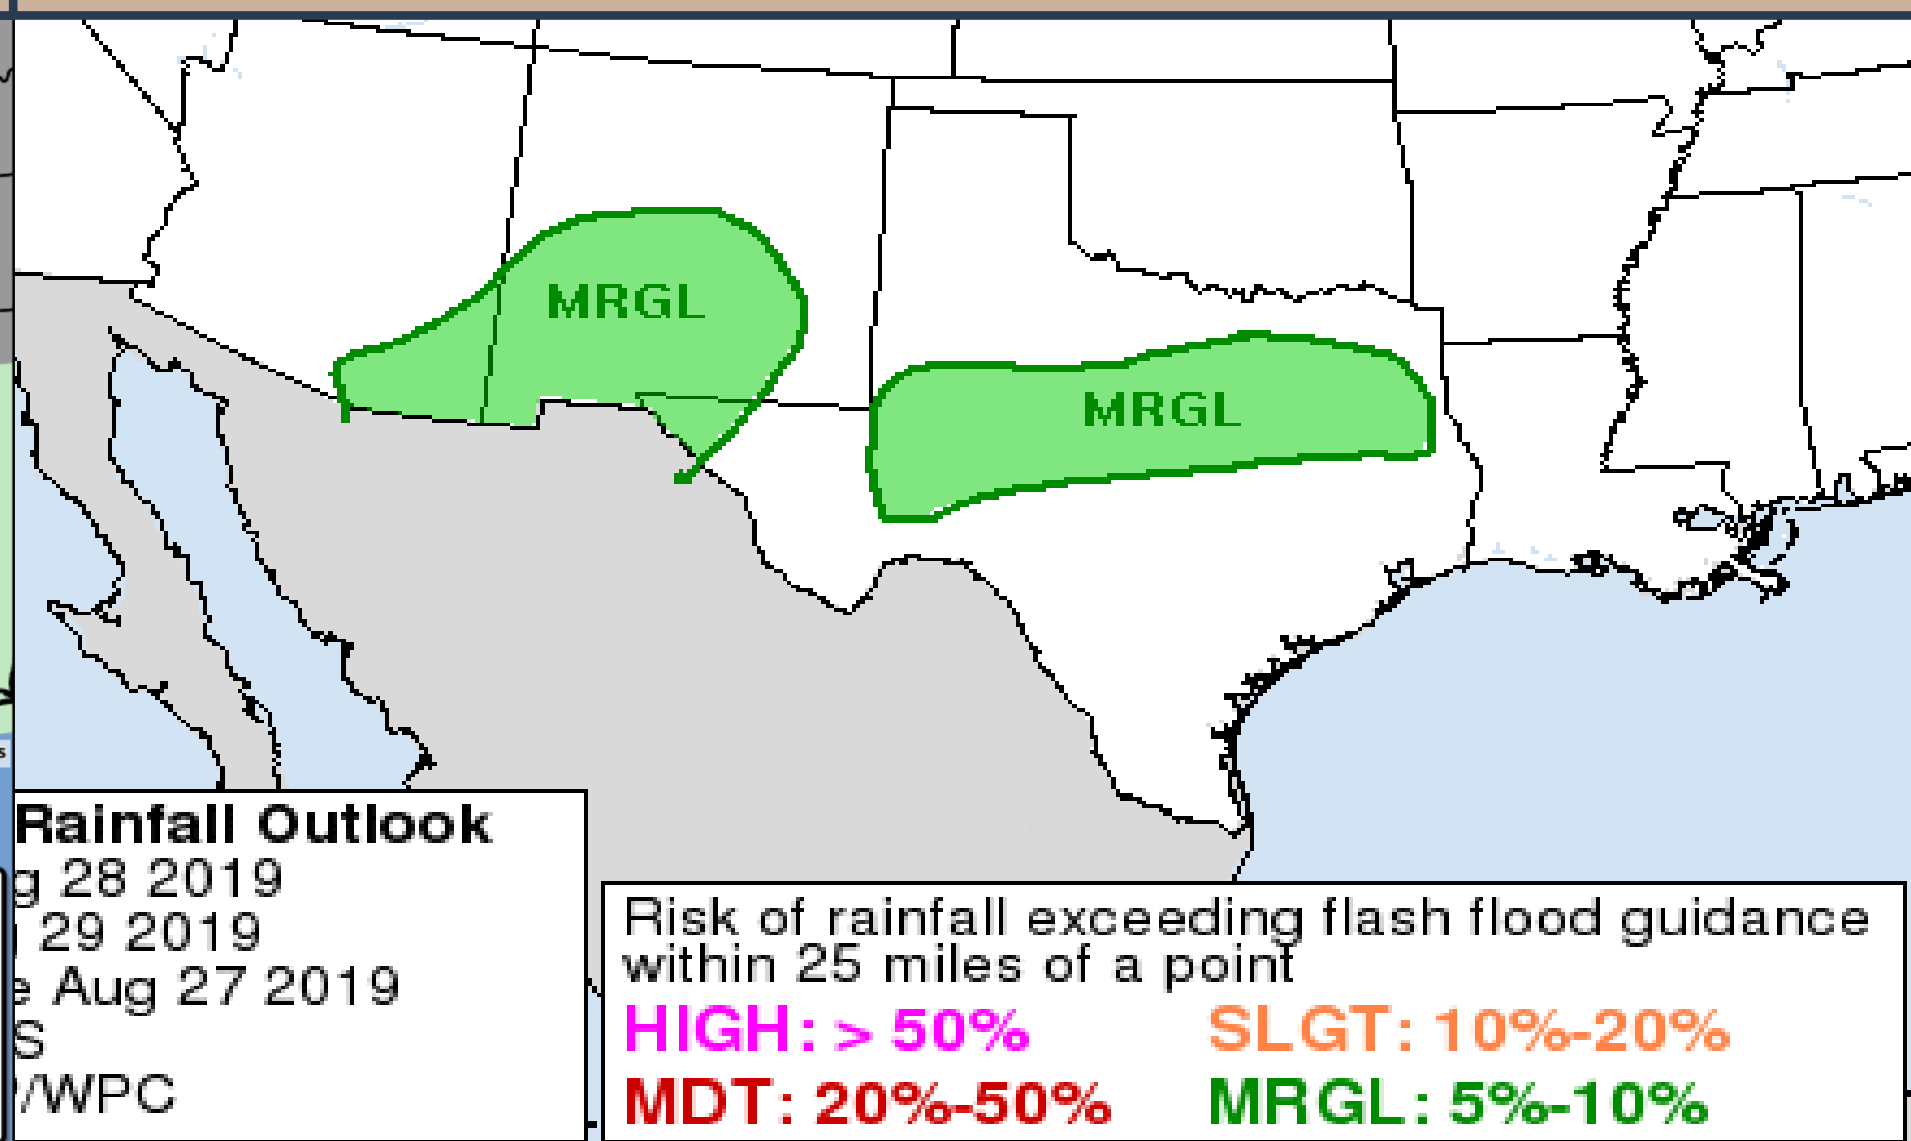 MRGL
MRGL
Rainfall Outlook
g 28 2019
29 2019
e Aug 27 2019
S
/WPC
Risk of rainfall exceeding flash flood guidance
within 25 miles of a point
HIGH: > 50%
SLGT: 10%-20%
MDT: 20%-50%
MRGL: 5%-10%